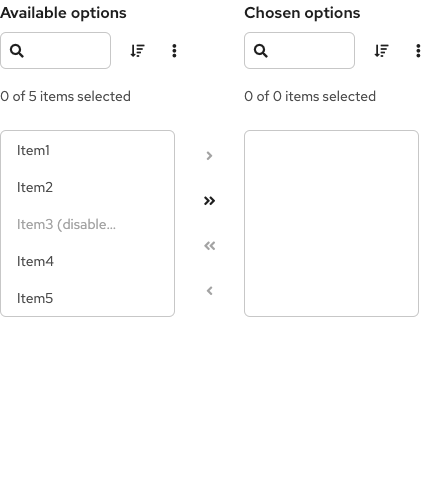 Available options
0 of 5 items selected
Item1
Item2
Item3 (disable...
Item4
Item5
Chosen options
0 of 0 items selected